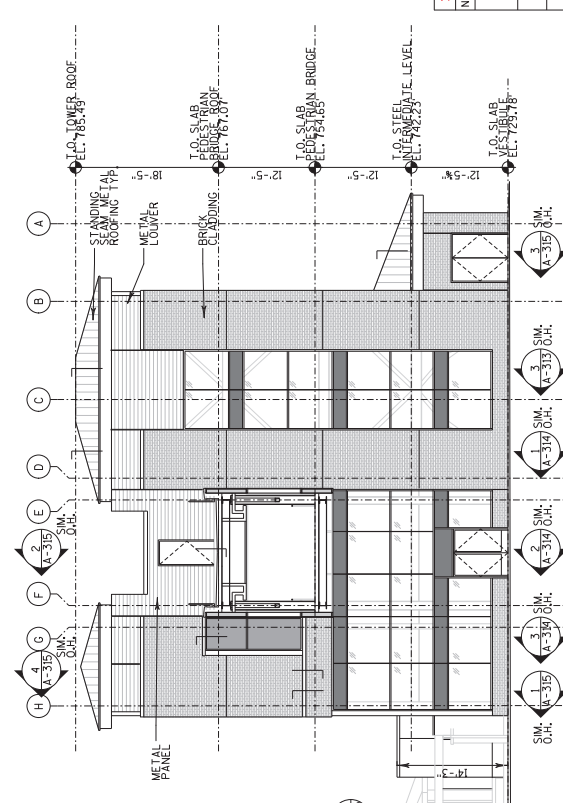 T.O. TOWER ROOF
EL. 785.49'
T.O. SLAB
PEDESTRIAN
BRIDGE ROOF
EL. 767.07'
T.O. SLAB
PEDESTRIAN BRIDGE
EL. 754.65'
T.O. STEEL
INTERMEDIATE LEVEL
EL. 742.23'
T.O. SLAB
VESTIBULE
EL. 729.78'
18'-5"
12'-5"
12'-5"
12'-5⅜"
STANDING
SEAM METAL
ROOFING TYP.
METAL
LOUVER
BRICK
CLADDING
METAL
PANEL
A
B
C
D
E
F
G
H
2
A-315
SIM.
O.H.
4
A-315
SIM.
O.H.
3
A-315
SIM.
O.H.
3
A-313
SIM.
O.H.
1
A-314
SIM.
O.H.
2
A-314
SIM.
O.H.
3
A-314
SIM.
O.H.
1
A-315
SIM.
O.H.
14'-3"
N